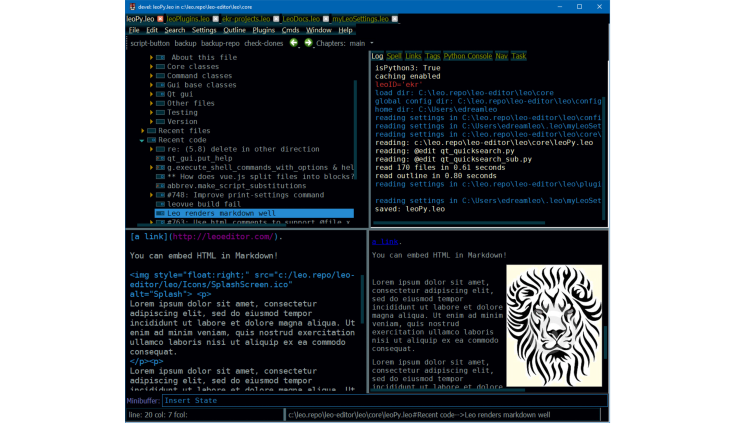 devel: leoPy.leo in c:\leo.repo\leo-editor\leo\core
leoPy.leo leoPlugins.leo ekr-projects.leo LeoDocs.leo myLeoSettings.leo
File Edit Search Settings Outline Plugins Cmds Window Help
script-button backup backup-repo check-clones Chapters: main
About this file
Core classes
Command classes
Gui base classes
Qt gui
Other files
Testing
Version
Recent files
Recent code
re: (5.8) delete in other direction
qt_gui.put_help
g.execute_shell_commands_with_options & hel
** How does vue.js split files into blocks?
abbrev.make_script_substitutions
#748: Improve print-settings command
leovue build fail
Leo renders markdown well
#763: Use html comments to support @file x
Log Spell Links Tags Python Console Nav Task
isPython3: True
caching enabled
leoID='ekr'
load dir: C:\leo.repo\leo-editor\leo\core
global config dir: C:\leo.repo\leo-editor\leo\config
home dir: C:\Users\edreamleo
reading settings in C:\leo.repo\leo-editor\leo\confi
reading settings in C:\Users\edreamleo\.leo\myLeoSet
reading settings in C:\leo.repo\leo-editor\leo\core\
reading: c:\leo.repo\leo-editor\leo\core\leoPy.leo
reading: @edit qt_quicksearch.py
reading: @edit qt_quicksearch_sub.py
read 170 files in 0.61 seconds
read outline in 0.80 seconds
reading settings in C:\leo.repo\leo-editor\leo\plugi
reading settings in C:\Users\edreamleo\.leo\myLeoSet
saved: leoPy.leo
[a link](http://leoeditor.com/).
You can embed HTML in Markdown!
<img style="float:right;" src="c:/leo.repo/leo-
editor/leo/Icons/SplashScreen.ico"
alt="Splash"> <p>
Lorem ipsum dolor sit amet, consectetur
adipiscing elit, sed do eiusmod tempor
incididunt ut labore et dolore magna aliqua. Ut
enim ad minim veniam, quis nostrud exercitation
ullamco laboris nisi ut aliquip ex ea commodo
consequat.
</p><p>
Lorem ipsum dolor sit amet, consectetur
adipiscing elit, sed do eiusmod tempor
incididunt ut labore et dolore magna aliqua. Ut
a link.
You can embed HTML in Markdown!
Lorem ipsum dolor sit amet,
consectetur adipiscing elit,
sed do eiusmod tempor
incididunt ut labore et dolore
magna aliqua. Ut enim ad minim
veniam, quis nostrud
exercitation ullamco laboris
nisi ut aliquip ex ea commodo
consequat.
Lorem ipsum dolor sit amet,
consectetur adipiscing elit,
sed do eiusmod tempor
incididunt ut labore et dolore
Minibuffer: Insert State
line: 20 col: 7 fcol:
c:\leo.repo\leo-editor\leo\core\leoPy.leo#Recent code-->Leo renders markdown well